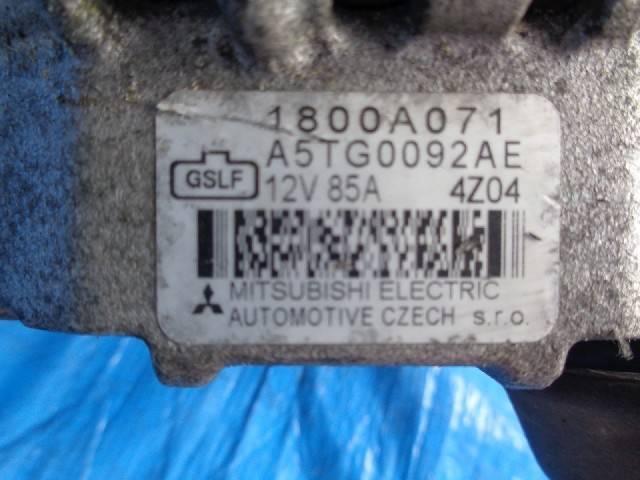 1800A071
A5TG0092AE
GSLF
12V 85A 4Z04
MITSUBISHI ELECTRIC
AUTOMOTIVE CZECH s.r.o.